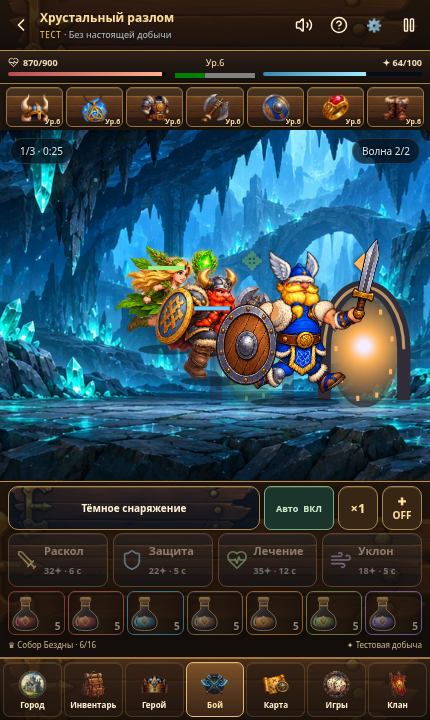 Хрустальный разлом
ТЕСТ · Без настоящей добычи
870/900
Ур.6
64/100
Ур.6 Ур.6 Ур.6 Ур.6 Ур.6 Ур.6 Ур.6
1/3 · 0:25
Волна 2/2
Тёмное снаряжение
Авто ВКЛ
×1
+
OFF
Раскол
32✦ · 6 с
Защита
22✦ · 5 с
Лечение
35✦ · 12 с
Уклон
18✦ · 5 с
5 5 5 5 5 5 5
Собор Бездны · 6/16
✦ Тестовая добыча
Город
Инвентарь
Герой
Бой
Карта
Игры
Клан